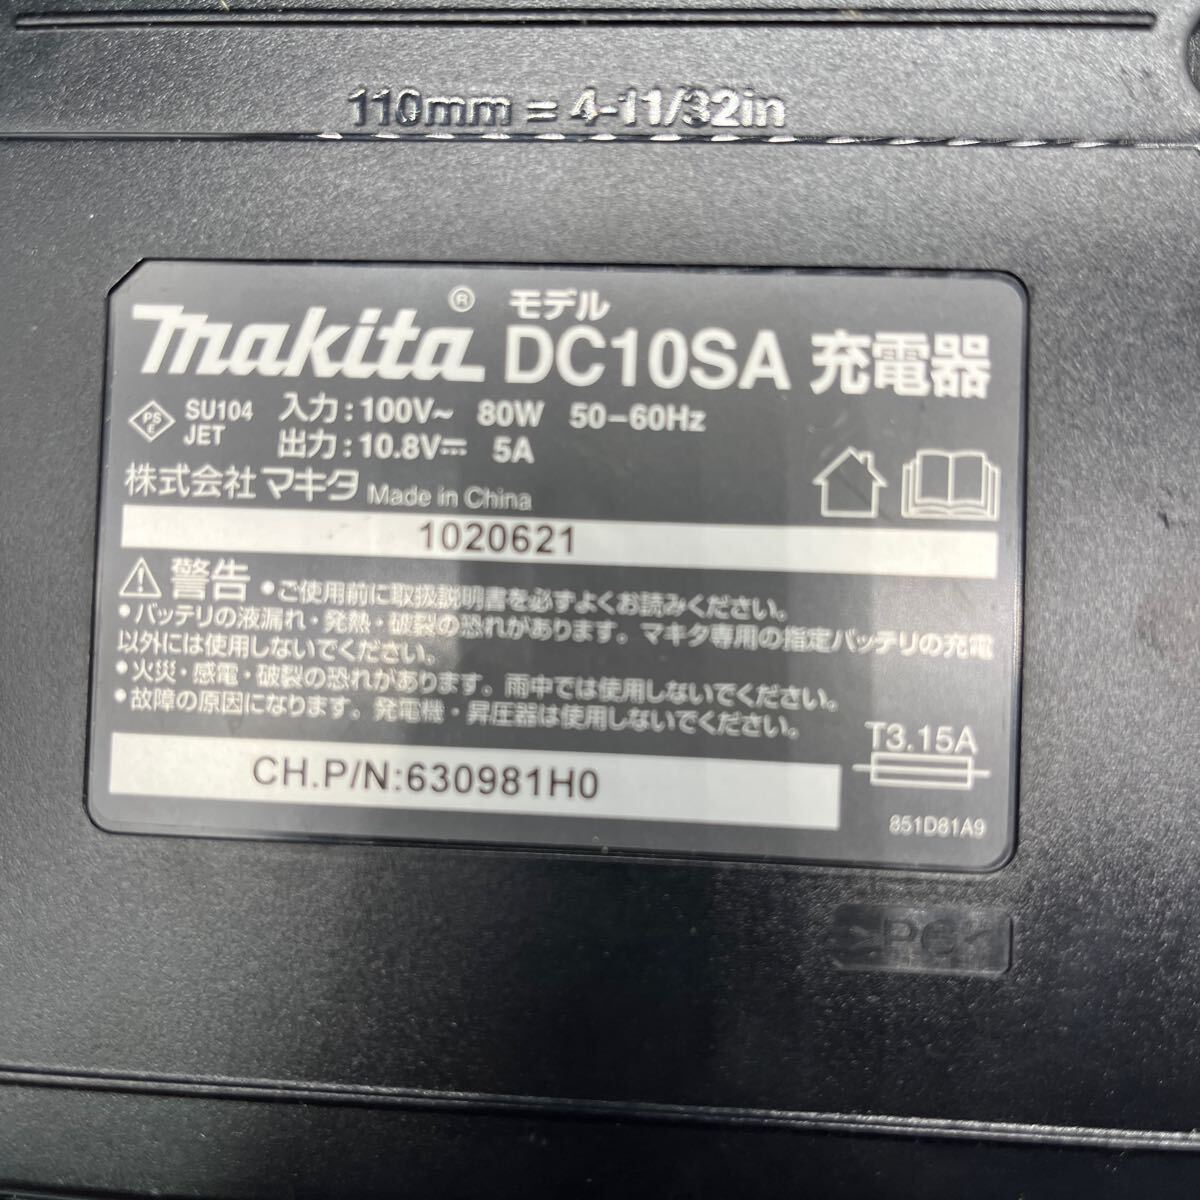 110mm = 4-11/32in
makita® モデル DC10SA 充電器
PS E SU104 JET
入力:100V~ 80W 50-60Hz
出力:10.8V⎓ 5A
株式会社マキタ Made in China
1020621
⚠警告 •ご使用前に取扱説明書を必ずよくお読みください。
•バッテリの液漏れ・発熱・破裂の恐れがあります。マキタ専用の指定バッテリの充電
以外には使用しないでください。
•火災・感電・破裂の恐れがあります。雨中では使用しないでください。
•故障の原因になります。発電機・昇圧器は使用しないでください。
T3.15A
CH.P/N:630981H0
851D81A9
>PC<